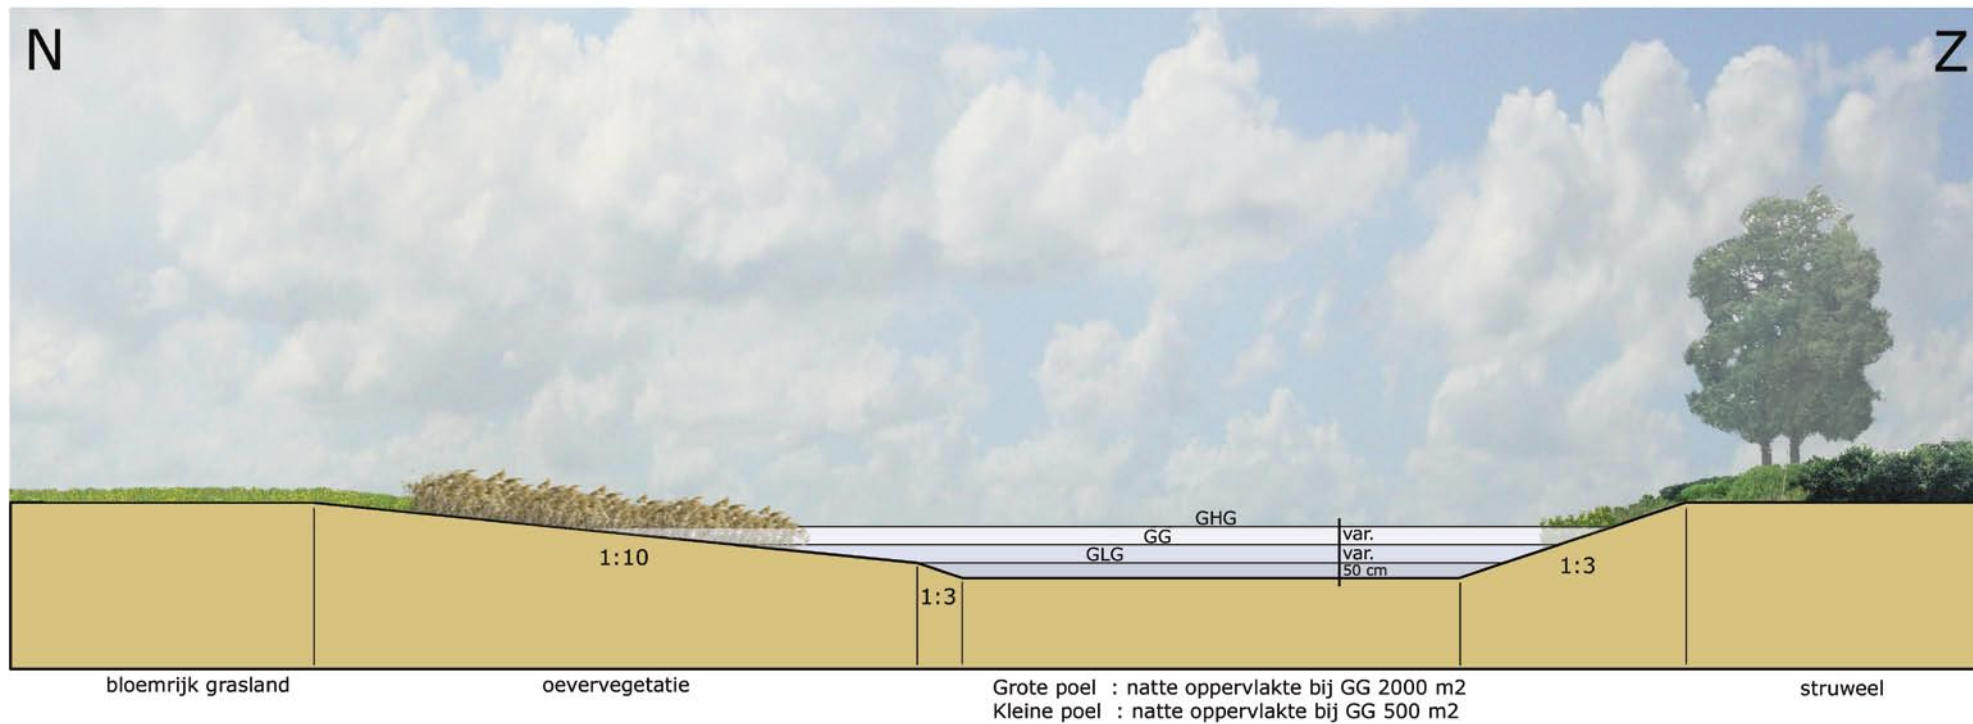 N
Z
GHG
GG
var.
GLG
var.
50 cm
1:10
1:3
1:3
bloemrijk grasland
oevervegetatie
Grote poel : natte oppervlakte bij GG 2000 m2
Kleine poel : natte oppervlakte bij GG 500 m2
struweel